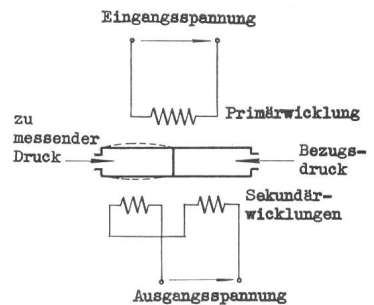 Eingangsspannung
Primärwicklung
zu
messender
Druck
Bezugs-
druck
Sekundär-
wicklungen
Ausgangsspannung